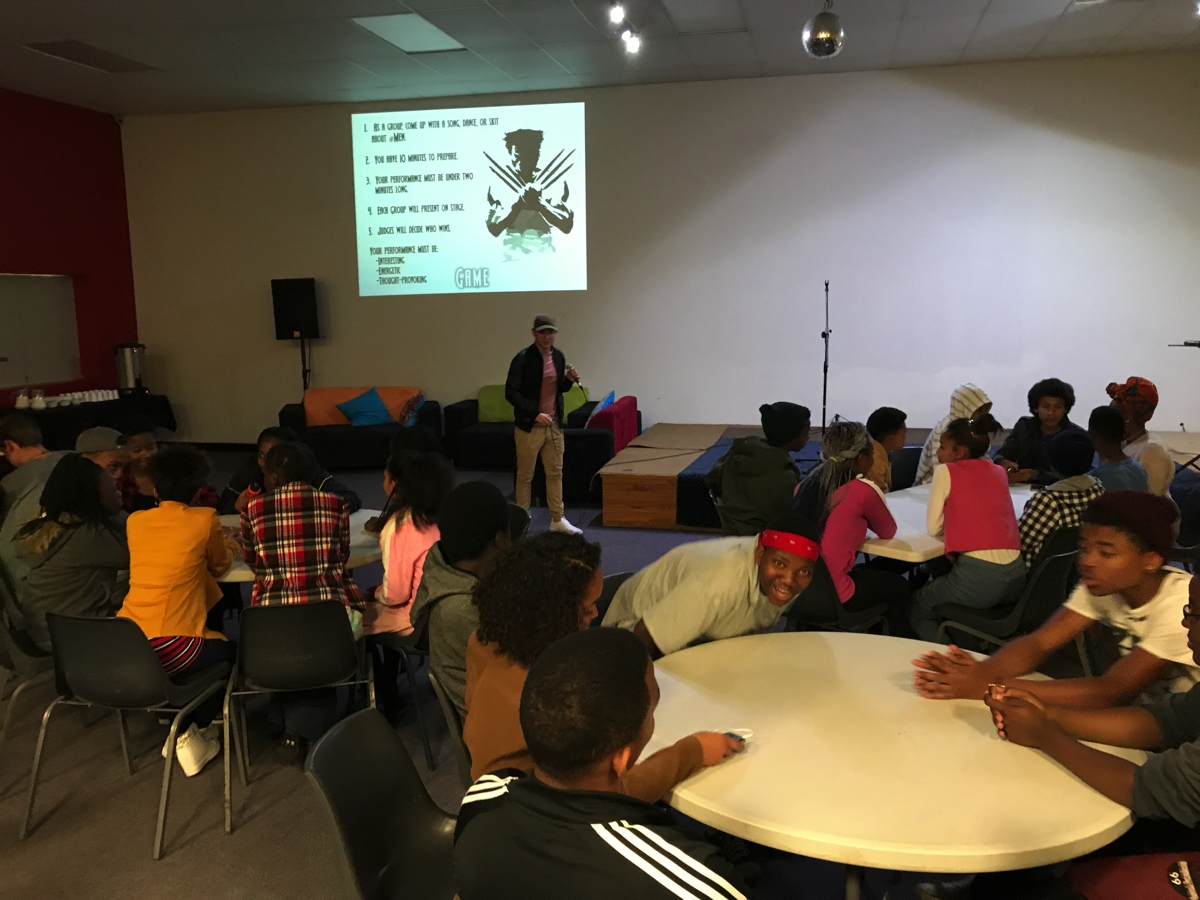 1. As a group, come up with a song, dance, or skit
about #Men.
2. You have 10 minutes to prepare.
3. Your performance must be under two
minutes long.
4. Each group will present on stage.
5. Judges will decide who wins.
Your performance must be:
-Interesting
-Energetic
-Thought-provoking
Game
99